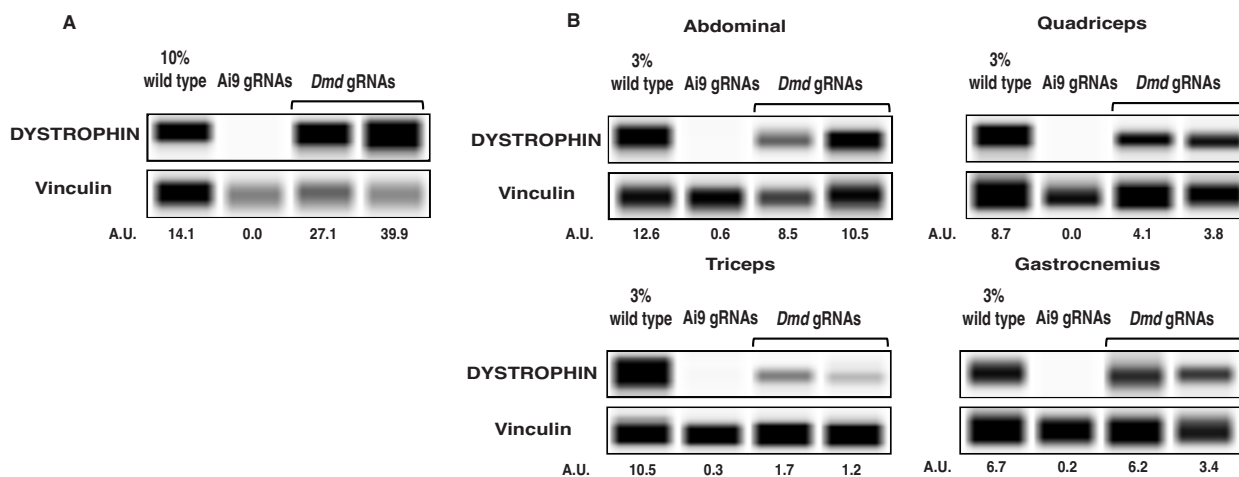 A
10%
wild type Ai9 gRNAs Dmd gRNAs
DYSTROPHIN
Vinculin
A.U. 14.1 0.0 27.1 39.9
B
Abdominal
3%
wild type Ai9 gRNAs Dmd gRNAs
DYSTROPHIN
Vinculin
A.U. 12.6 0.6 8.5 10.5
Quadriceps
3%
wild type Ai9 gRNAs Dmd gRNAs
A.U. 8.7 0.0 4.1 3.8
Triceps
3%
wild type Ai9 gRNAs Dmd gRNAs
DYSTROPHIN
Vinculin
A.U. 10.5 0.3 1.7 1.2
Gastrocnemius
3%
wild type Ai9 gRNAs Dmd gRNAs
A.U. 6.7 0.2 6.2 3.4